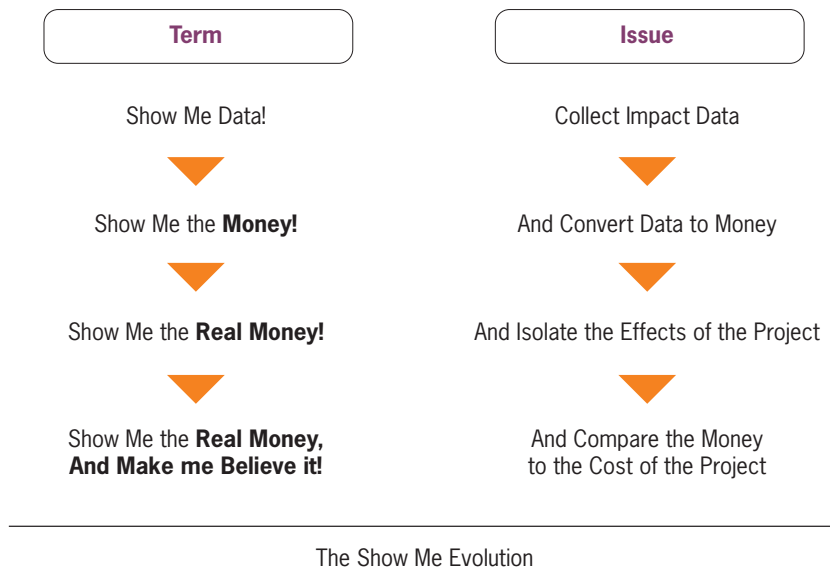 Term
Issue
Show Me Data!
Collect Impact Data
Show Me the Money!
And Convert Data to Money
Show Me the Real Money!
And Isolate the Effects of the Project
Show Me the Real Money,
And Make me Believe it!
And Compare the Money
to the Cost of the Project
The Show Me Evolution